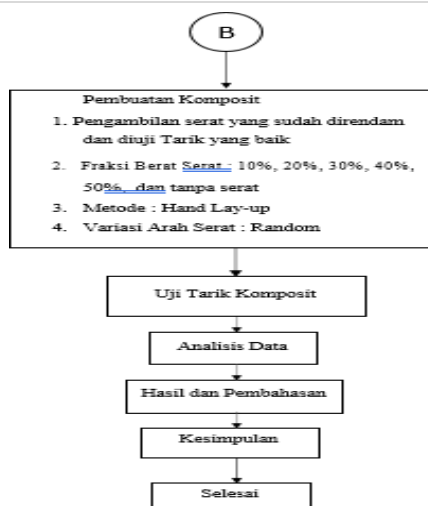 B
Pembuatan Komposit
1. Pengambilan serat yang sudah direndam
dan diuji Tarik yang baik
2. Fraksi Berat Serat : 10%, 20%, 30%, 40%,
50%, dan tanpa serat
3. Metode : Hand Lay-up
4. Variasi Arah Serat : Random
Uji Tarik Komposit
Analisis Data
Hasil dan Pembahasan
Kesimpulan
Selesai